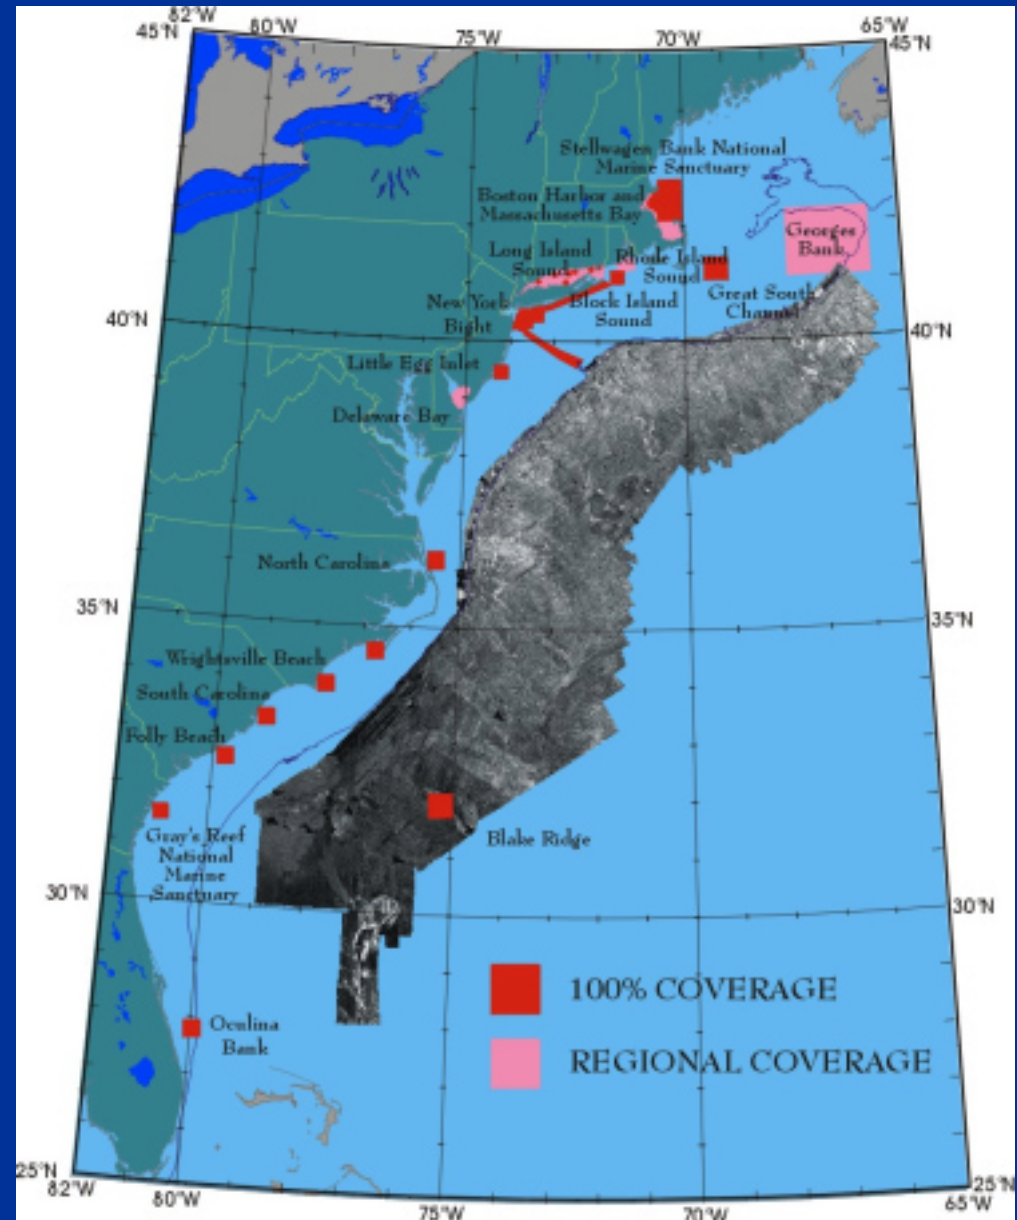 82°W
80°W
75°W
70°W
65°W
45°N
45°N
Stellwagen Bank National
Marine Sanctuary
Boston Harbor and
Massachusetts Bay
Georges
Bank
Long Island
Sound
Rhode Island
Sound
Great South
Channel
New York
Bight
Block Island
Sound
40°N
40°N
Little Egg Inlet
Delaware Bay
North Carolina
35°N
35°N
Wrightsville Beach
South Carolina
Folly Beach
Gray's Reef
National
Marine
Sanctuary
Blake Ridge
30°N
30°N
100% COVERAGE
Oculina
Bank
REGIONAL COVERAGE
25°N
25°N
82°W
80°W
75°W
70°W
65°W